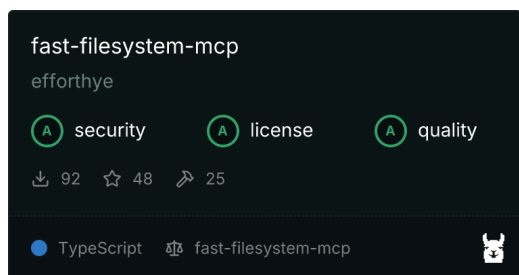 fast-filesystem-mcp
efforthye
A security A license A quality
92 48 25
TypeScript fast-filesystem-mcp